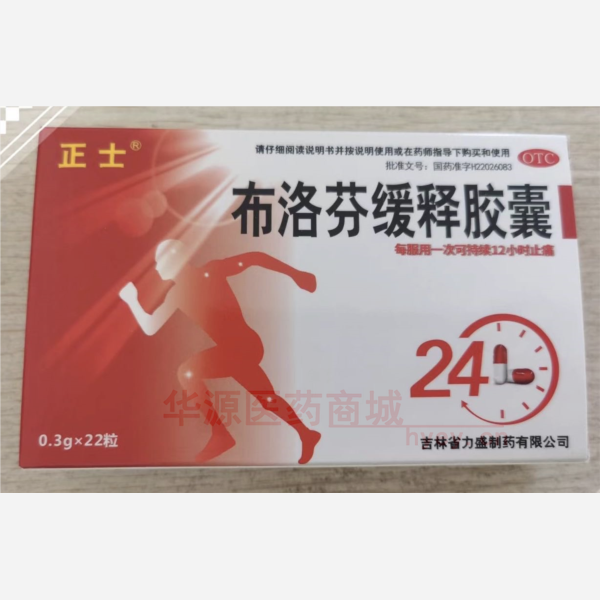 正士®
请仔细阅读说明书并按说明使用或在药师指导下购买和使用
批准文号：国药准字H22026083
OTC
布洛芬缓释胶囊
每服用一次可持续12小时止痛
24
华源医药商城
0.3g×22粒
吉林省力盛制药有限公司